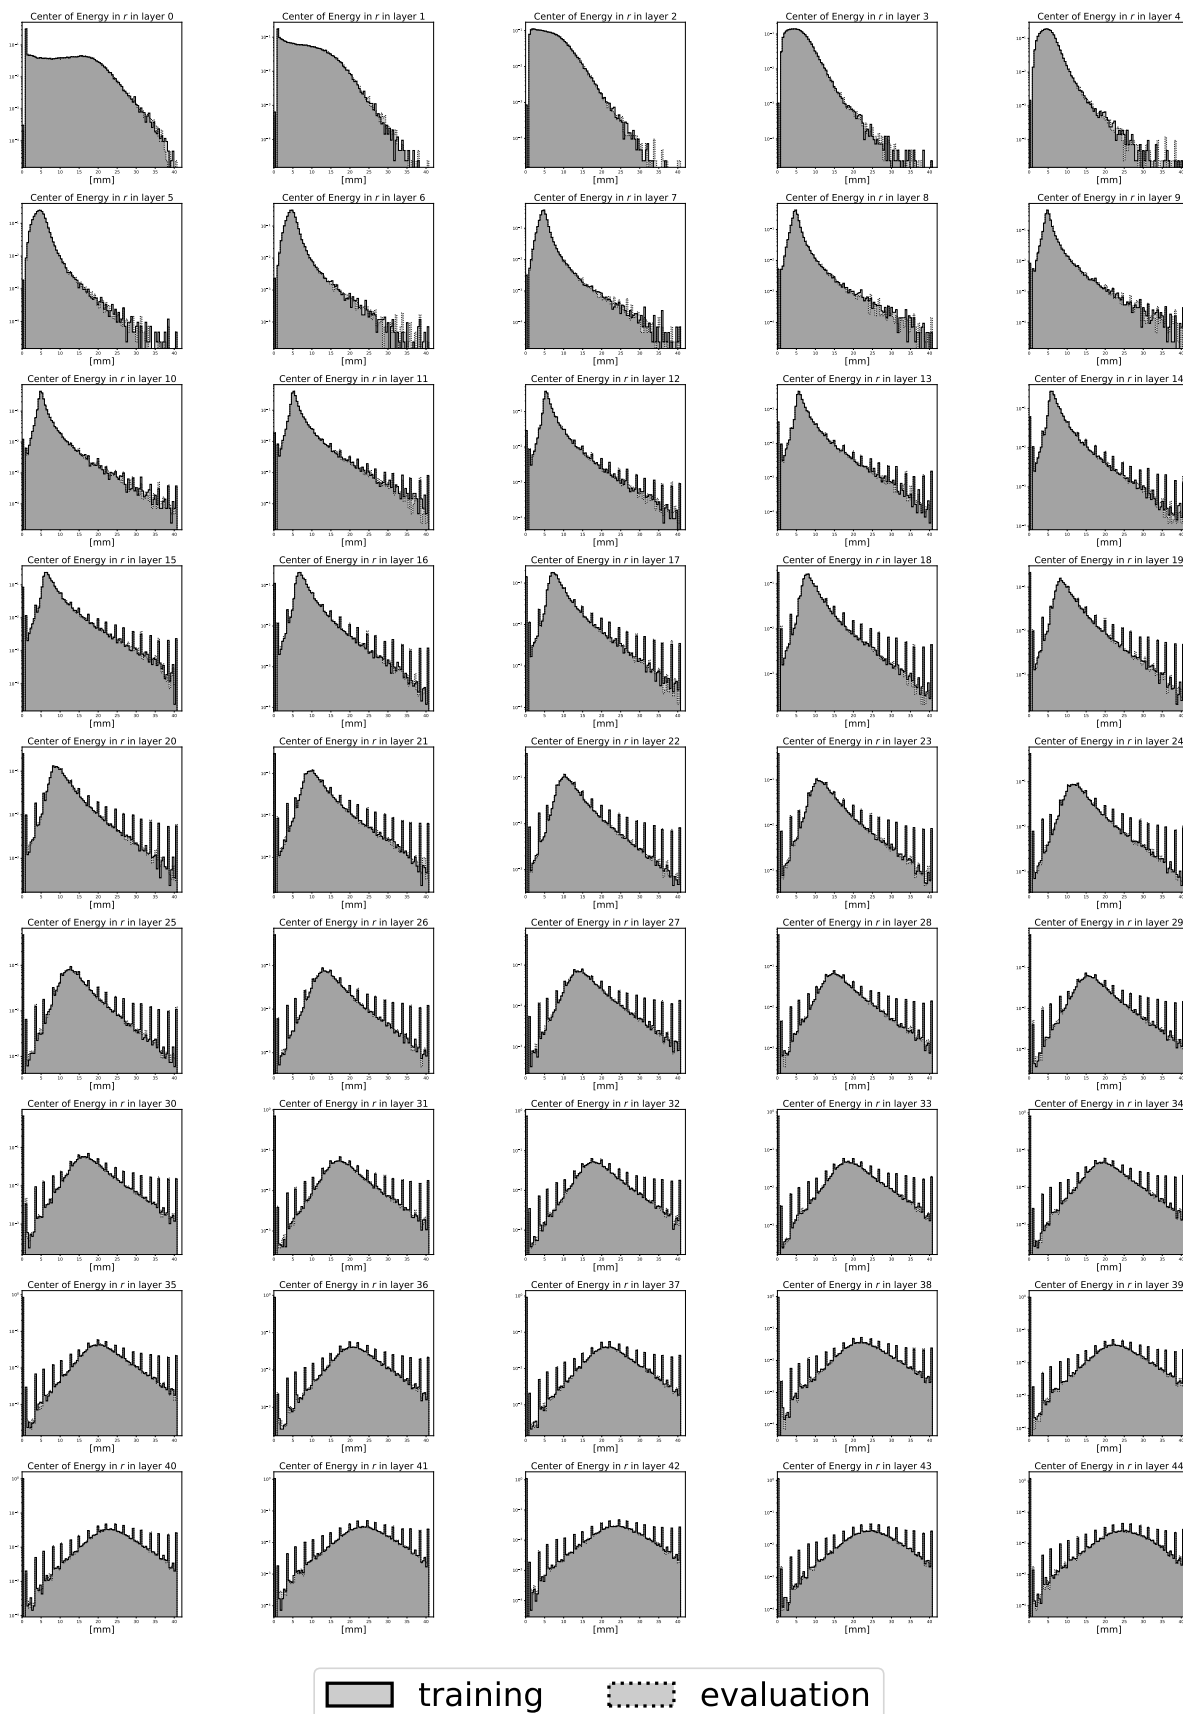 Center of Energy in r in layer 0 Center of Energy in r in layer 1 Center of Energy in r in layer 2 Center of Energy in r in layer 3 Center of Energy in r in layer 4
[mm] [mm] [mm] [mm] [mm]
Center of Energy in r in layer 5 Center of Energy in r in layer 6 Center of Energy in r in layer 7 Center of Energy in r in layer 8 Center of Energy in r in layer 9
[mm] [mm] [mm] [mm] [mm]
Center of Energy in r in layer 10 Center of Energy in r in layer 11 Center of Energy in r in layer 12 Center of Energy in r in layer 13 Center of Energy in r in layer 14
[mm] [mm] [mm] [mm] [mm]
Center of Energy in r in layer 15 Center of Energy in r in layer 16 Center of Energy in r in layer 17 Center of Energy in r in layer 18 Center of Energy in r in layer 19
[mm] [mm] [mm] [mm] [mm]
Center of Energy in r in layer 20 Center of Energy in r in layer 21 Center of Energy in r in layer 22 Center of Energy in r in layer 23 Center of Energy in r in layer 24
[mm] [mm] [mm] [mm] [mm]
Center of Energy in r in layer 25 Center of Energy in r in layer 26 Center of Energy in r in layer 27 Center of Energy in r in layer 28 Center of Energy in r in layer 29
[mm] [mm] [mm] [mm] [mm]
Center of Energy in r in layer 30 Center of Energy in r in layer 31 Center of Energy in r in layer 32 Center of Energy in r in layer 33 Center of Energy in r in layer 34
[mm] [mm] [mm] [mm] [mm]
Center of Energy in r in layer 35 Center of Energy in r in layer 36 Center of Energy in r in layer 37 Center of Energy in r in layer 38 Center of Energy in r in layer 39
[mm] [mm] [mm] [mm] [mm]
Center of Energy in r in layer 40 Center of Energy in r in layer 41 Center of Energy in r in layer 42 Center of Energy in r in layer 43 Center of Energy in r in layer 44
[mm] [mm] [mm] [mm] [mm]
training evaluation